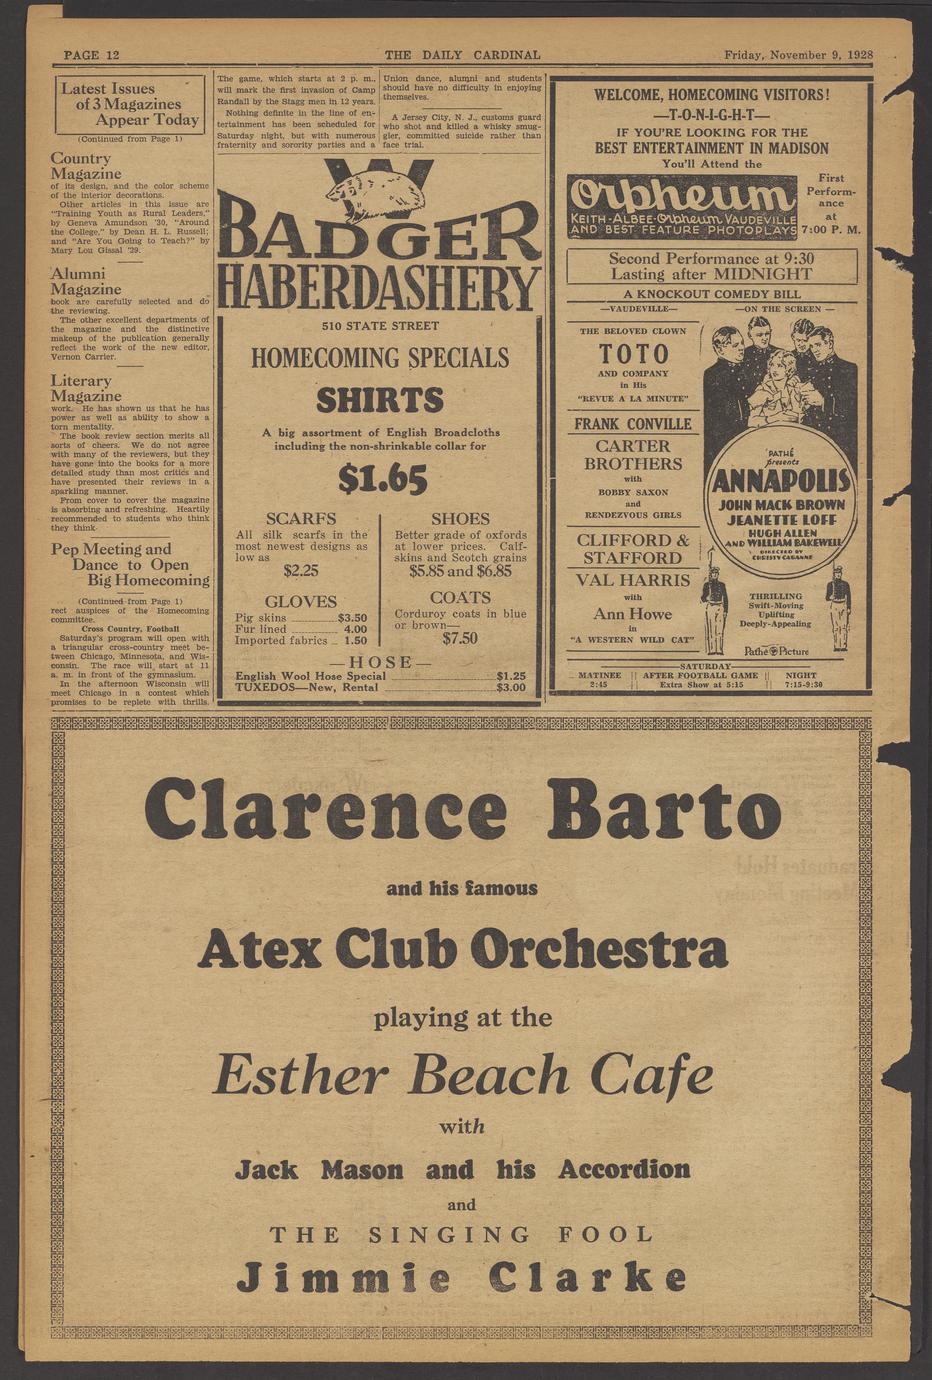 PAGE 12
THE DAILY CARDINAL
Friday, November 9, 1928
Latest Issues
of 3 Magazines
Appear Today
(Continued from Page 1)
Country
Magazine
of its design, and the color scheme
of the interior decorations.
Other articles in this issue are
"Training Youth as Rural Leaders,"
by Geneva Amundson '30, "Around
the College," by Dean H. L. Russell;
and "Are You Going to Teach?" by
Mary Lou Gissal '29.
Alumni
Magazine
book are carefully selected and do
the reviewing.
The other excellent departments of
the magazine and the distinctive
makeup of the publication generally
reflect the work of the new editor,
Vernon Carrier.
Literary
Magazine
work. He has shown us that he has
power as well as ability to show a
torn mentality.
The book review section merits all
sorts of cheers. We do not agree
with many of the reviewers, but they
have gone into the books for a more
detailed study than most critics and
have presented their reviews in a
sparkling manner.
From cover to cover the magazine
is absorbing and refreshing. Heartily
recommended to students who think
they think.
Pep Meeting and
Dance to Open
Big Homecoming
(Continued from Page 1)
rect auspices of the Homecoming
committee.
Cross Country, Football
Saturday's program will open with
a triangular cross-country meet be-
tween Chicago, Minnesota, and Wis-
consin. The race will start at 11
a. m. in front of the gymnasium.
In the afternoon Wisconsin will
meet Chicago in a contest which
promises to be replete with thrills.
The game, which starts at 2 p. m.,
will mark the first invasion of Camp
Randall by the Stagg men in 12 years.
Nothing definite in the line of en-
tertainment has been scheduled for
Saturday night, but with numerous
fraternity and sorority parties and a
Union dance, alumni and students
should have no difficulty in enjoying
themselves.
A Jersey City, N. J., customs guard
who shot and killed a whisky smug-
gler, committed suicide rather than
face trial.
W
BADGER
HABERDASHERY
510 STATE STREET
HOMECOMING SPECIALS
SHIRTS
A big assortment of English Broadcloths
including the non-shrinkable collar for
$1.65
SCARFS
All silk scarfs in the
most newest designs as
low as
$2.25
GLOVES
Pig skins $3.50
Fur lined 4.00
Imported fabrics 1.50
SHOES
Better grade of oxfords
at lower prices. Calf-
skins and Scotch grains
$5.85 and $6.85
COATS
Corduroy coats in blue
or brown—
$7.50
—HOSE—
English Wool Hose Special $1.25
TUXEDOS—New, Rental $3.00
WELCOME, HOMECOMING VISITORS!
—T-O-N-I-G-H-T—
IF YOU'RE LOOKING FOR THE
BEST ENTERTAINMENT IN MADISON
You'll Attend the
Orpheum
KEITH-ALBEE-Orpheum VAUDEVILLE
AND BEST FEATURE PHOTOPLAYS
First
Perform-
ance
at
7:00 P. M.
Second Performance at 9:30
Lasting after MIDNIGHT
A KNOCKOUT COMEDY BILL
—VAUDEVILLE—
THE BELOVED CLOWN
TOTO
AND COMPANY
in His
"REVUE A LA MINUTE"
FRANK CONVILLE
CARTER
BROTHERS
with
BOBBY SAXON
and
RENDEZVOUS GIRLS
CLIFFORD &
STAFFORD
VAL HARRIS
with
Ann Howe
in
"A WESTERN WILD CAT"
—ON THE SCREEN—
PATHÉ
presents
ANNAPOLIS
JOHN MACK BROWN
JEANETTE LOFF
HUGH ALLEN
AND WILLIAM BAKEWELL
DIRECTED BY
CHRISTY CABANNE
THRILLING
Swift-Moving
Uplifting
Deeply-Appealing
Pathé Picture
—SATURDAY—
MATINEE
2:45
AFTER FOOTBALL GAME
Extra Show at 5:15
NIGHT
7:15-9:30
Clarence Barto
and his famous
Atex Club Orchestra
playing at the
Esther Beach Cafe
with
Jack Mason and his Accordion
and
THE SINGING FOOL
Jimmie Clarke